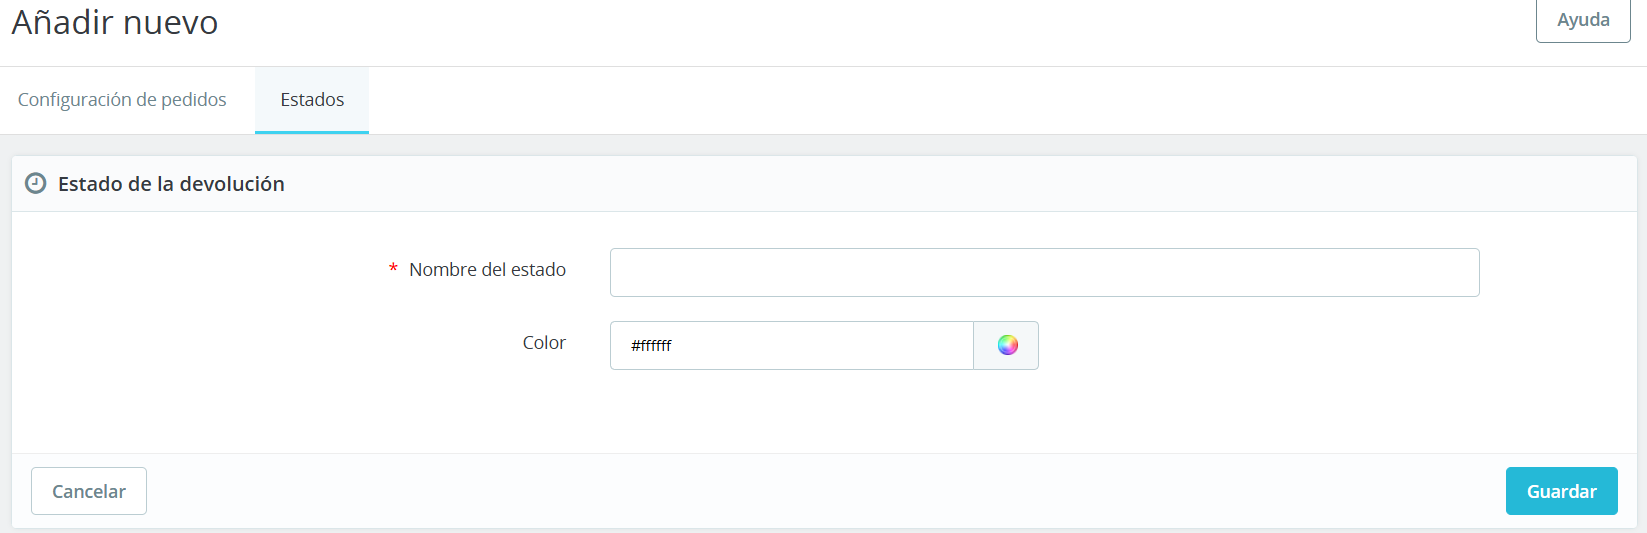 Añadir nuevo
Ayuda
Configuración de pedidos
Estados
Estado de la devolución
* Nombre del estado
Color
#ffffff
Cancelar
Guardar